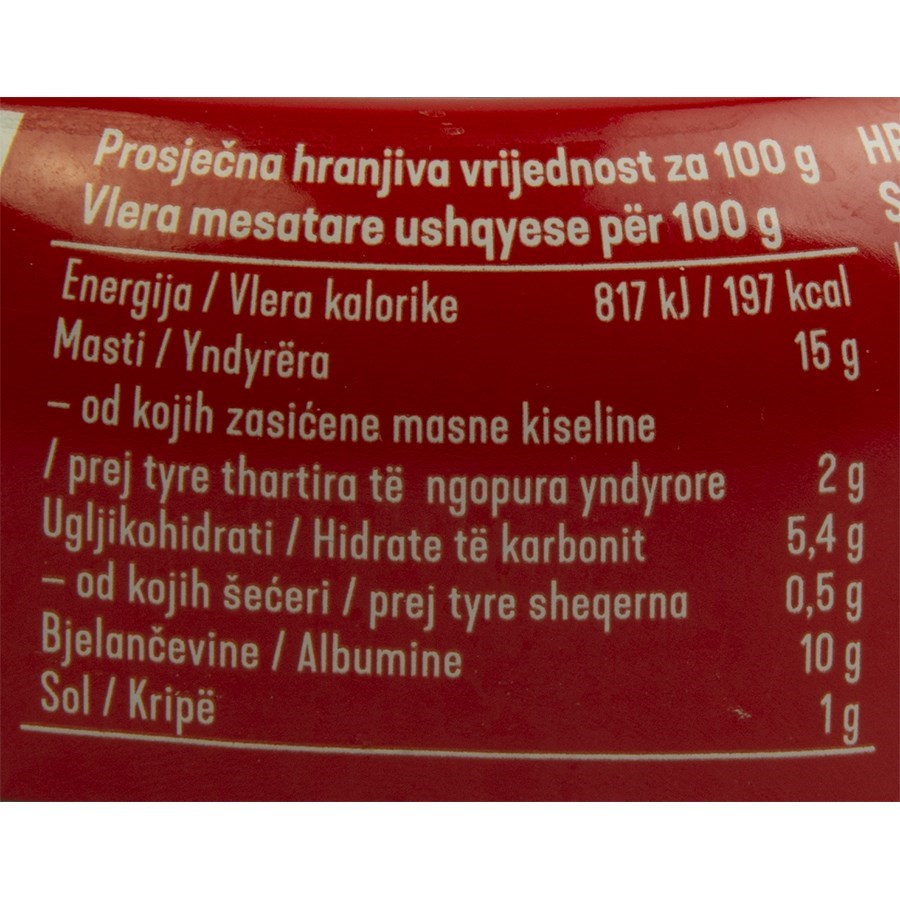 Prosječna hranjiva vrijednost za 100 g
Vlera mesatare ushqyese për 100 g
Energija / Vlera kalorike 817 kJ / 197 kcal
Masti / Yndyrëra 15 g
– od kojih zasićene masne kiseline
/ prej tyre thartira të ngopura yndyrore 2 g
Ugljikohidrati / Hidrate të karbonit 5,4 g
– od kojih šećeri / prej tyre sheqerna 0,5 g
Bjelančevine / Albumine 10 g
Sol / Kripë 1 g